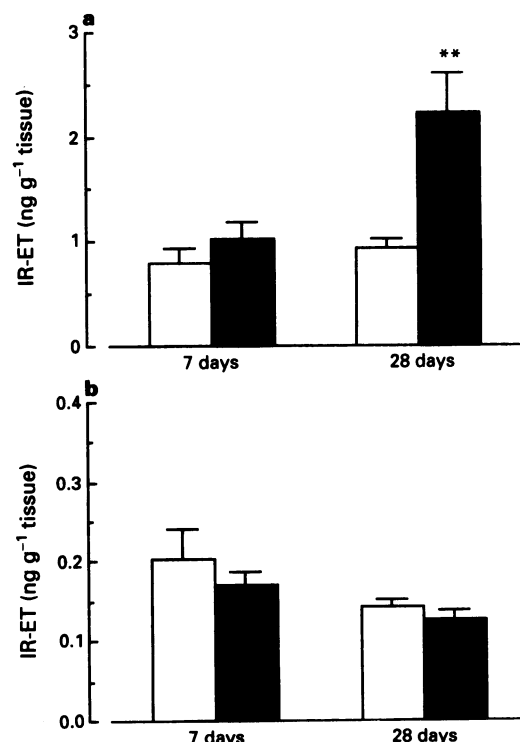 a
3
**
2
1
0
IR-ET (ng g⁻¹ tissue)
7 days
28 days
b
0.4
0.3
0.2
0.1
0.0
IR-ET (ng g⁻¹ tissue)
7 days
28 days